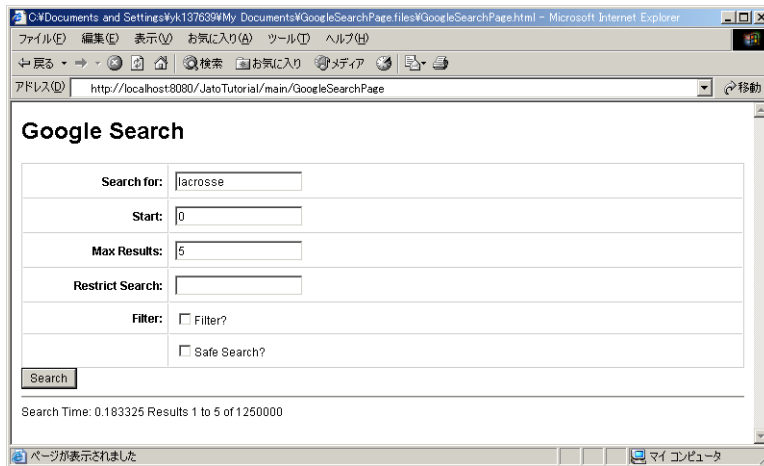 C:¥Documents and Settings¥yk137639¥My Documents¥GoogleSearchPage.files¥GoogleSearchPage.html - Microsoft Internet Explorer
ファイル(F) 編集(E) 表示(V) お気に入り(A) ツール(T) ヘルプ(H)
戻る 検索 お気に入り メディア
アドレス(D) http://localhost:8080/JatoTutorial/main/GoogleSearchPage 移動
Google Search
Search for: lacrosse
Start: 0
Max Results: 5
Restrict Search:
Filter: Filter?
Safe Search?
Search
Search Time: 0.183325 Results 1 to 5 of 1250000
ページが表示されました マイ コンピュータ